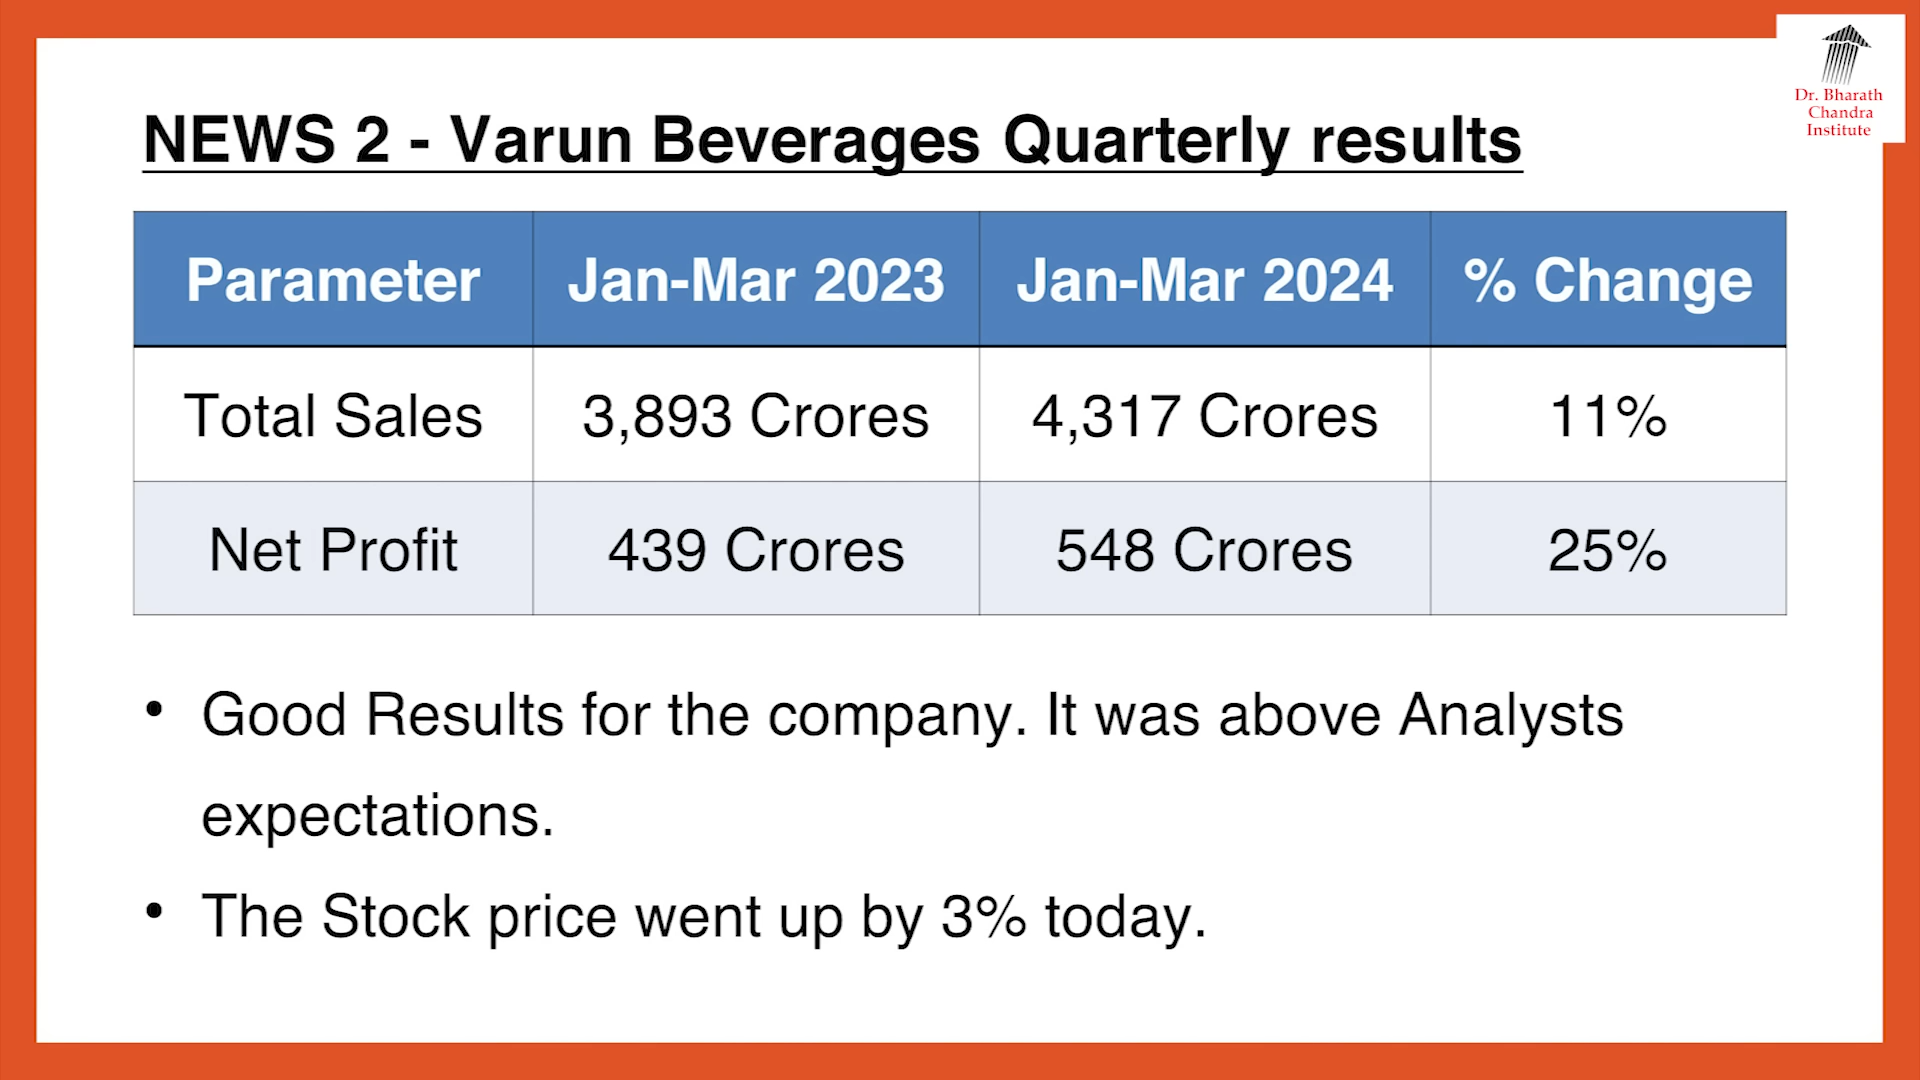 Dr. Bharath
Chandra
Institute
NEWS 2 - Varun Beverages Quarterly results
Parameter Jan-Mar 2023 Jan-Mar 2024 % Change
Total Sales 3,893 Crores 4,317 Crores 11%
Net Profit 439 Crores 548 Crores 25%
• Good Results for the company. It was above Analysts
expectations.
• The Stock price went up by 3% today.